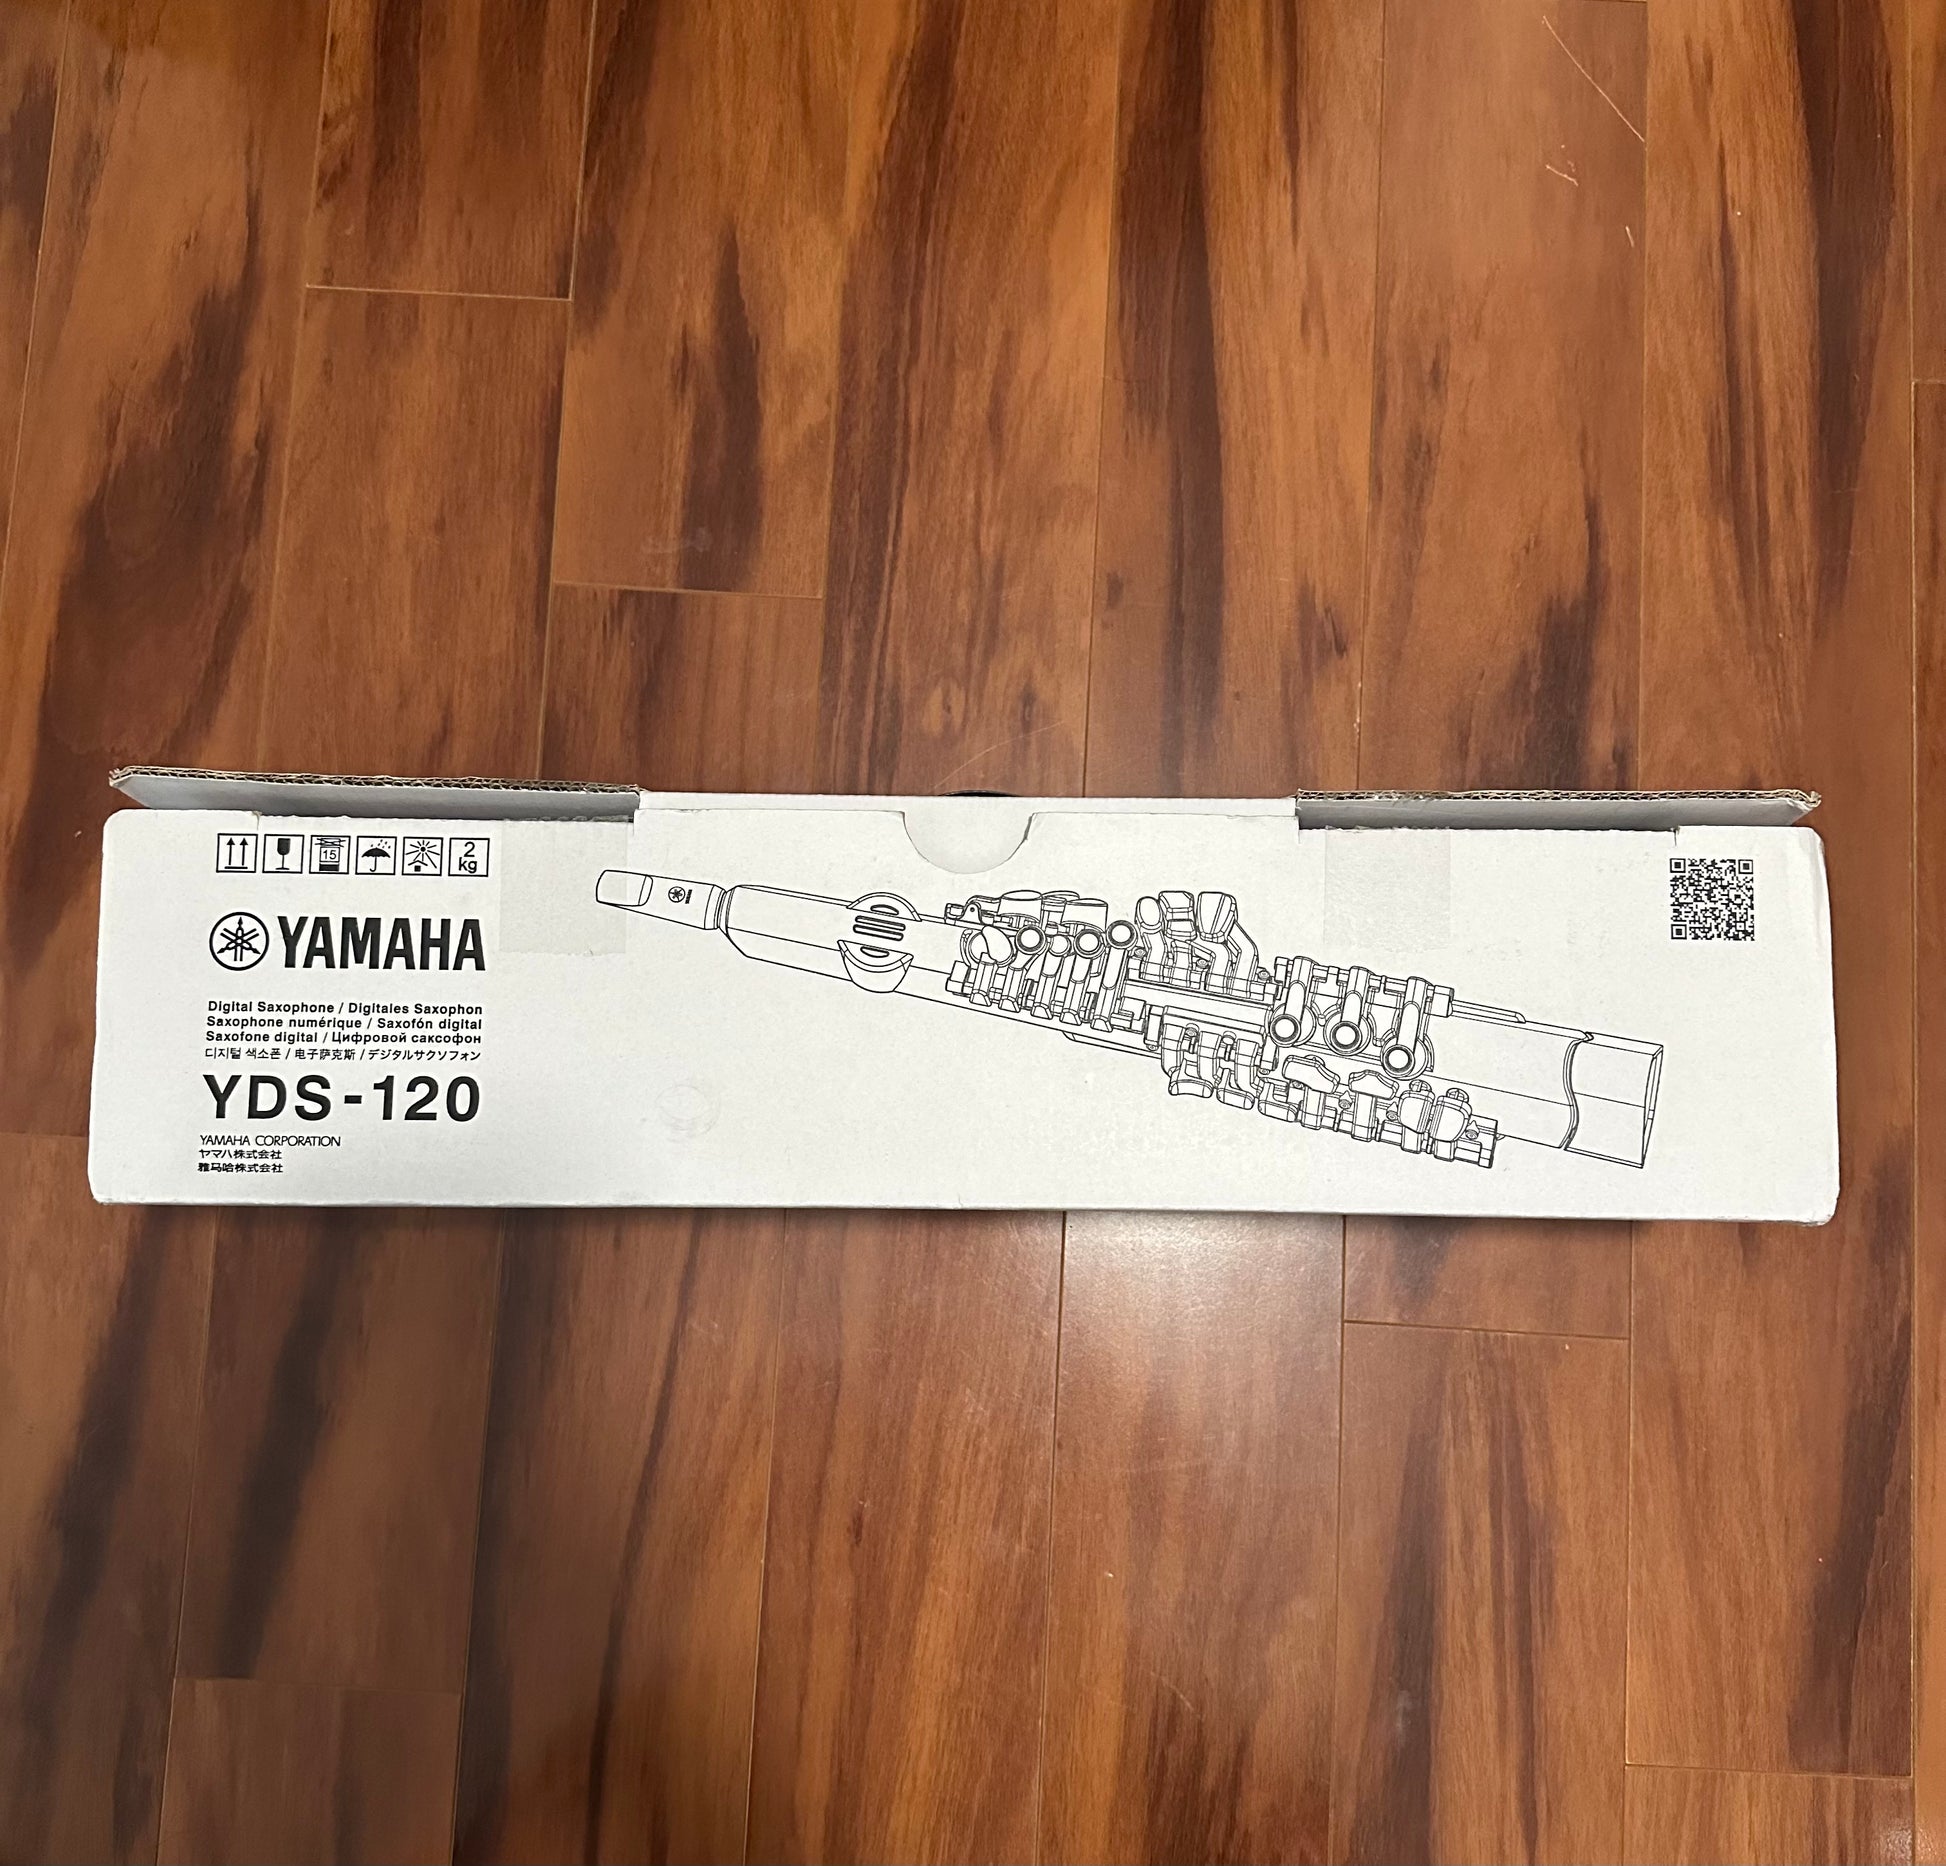 15
2
kg
YAMAHA
Digital Saxophone / Digitales Saxophon
Saxophone numérique / Saxofón digital
Saxofone digital / Цифровой саксофон
디지털 색소폰 / 电子萨克斯 / デジタルサクソフォン
YDS-120
YAMAHA CORPORATION
ヤマハ株式会社
雅马哈株式会社